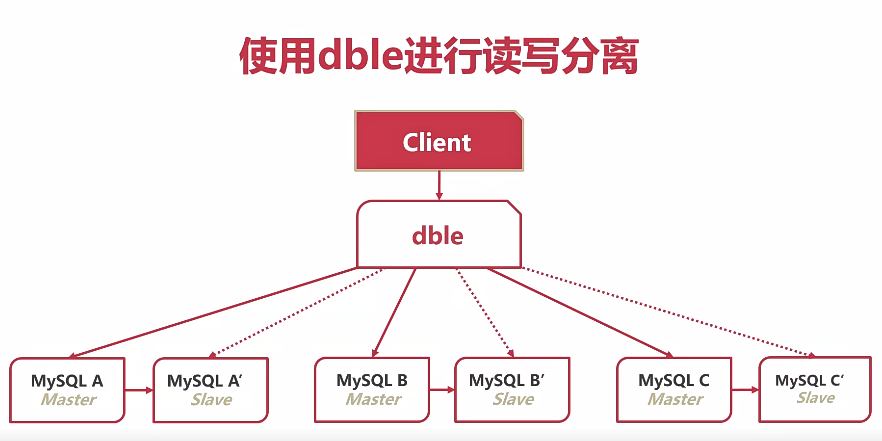 使用dble进行读写分离
Client
dble
MySQL A
Master
MySQL A‘
Slave
MySQL B
Master
MySQL B’
Slave
MySQL C
Master
MySQL C‘
Slave